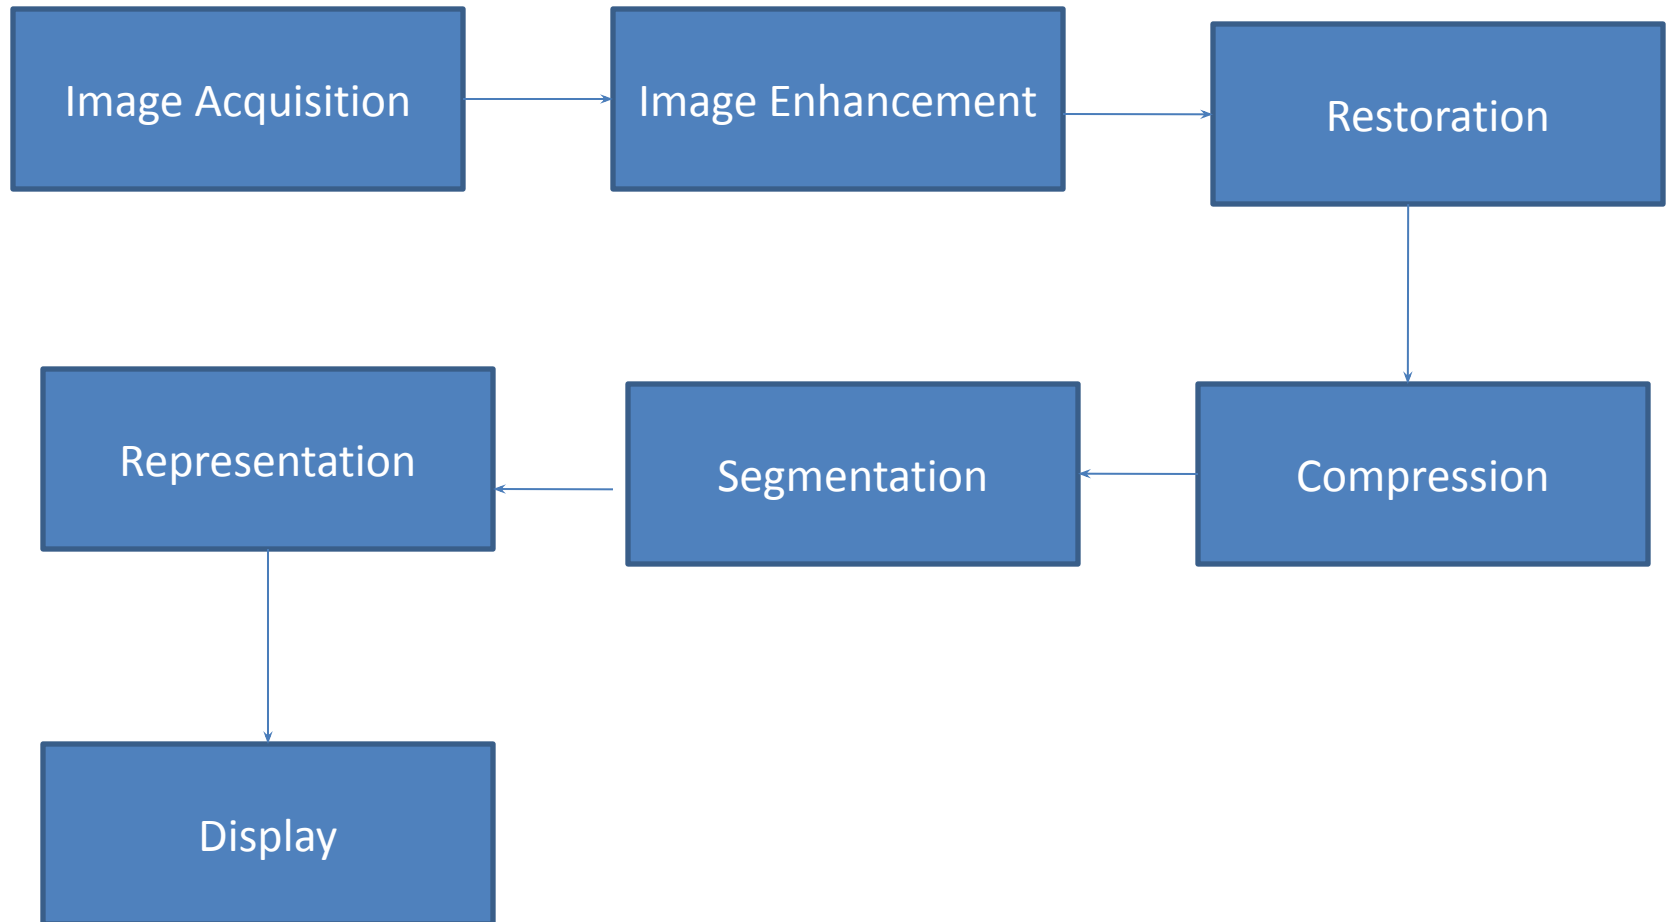 Image Acquisition
Image Enhancement
Restoration
Compression
Segmentation
Representation
Display